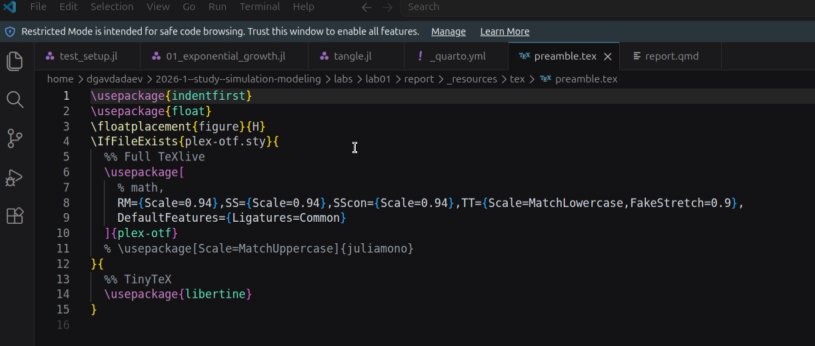 File Edit Selection View Go Run Terminal Help Search
Restricted Mode is intended for safe code browsing. Trust this window to enable all features. Manage Learn More
test_setup.jl 01_exponential_growth.jl tangle.jl ! _quarto.yml TEX preamble.tex × report.qmd
home > dgavdadaev > 2026-1--study--simulation-modeling > labs > lab01 > report > _resources > tex > TEX preamble.tex
1 \usepackage{indentfirst}
2 \usepackage{float}
3 \floatplacement{figure}{H}
4 \IfFileExists{plex-otf.sty}{
5 %% Full TeXlive
6 \usepackage[
7 % math,
8 RM={Scale=0.94},SS={Scale=0.94},SScon={Scale=0.94},TT={Scale=MatchLowercase,FakeStretch=0.9},
9 DefaultFeatures={Ligatures=Common}
10 ]{plex-otf}
11 % \usepackage[Scale=MatchUppercase]{juliamono}
12 }{
13 %% TinyTeX
14 \usepackage{libertine}
15 }
16